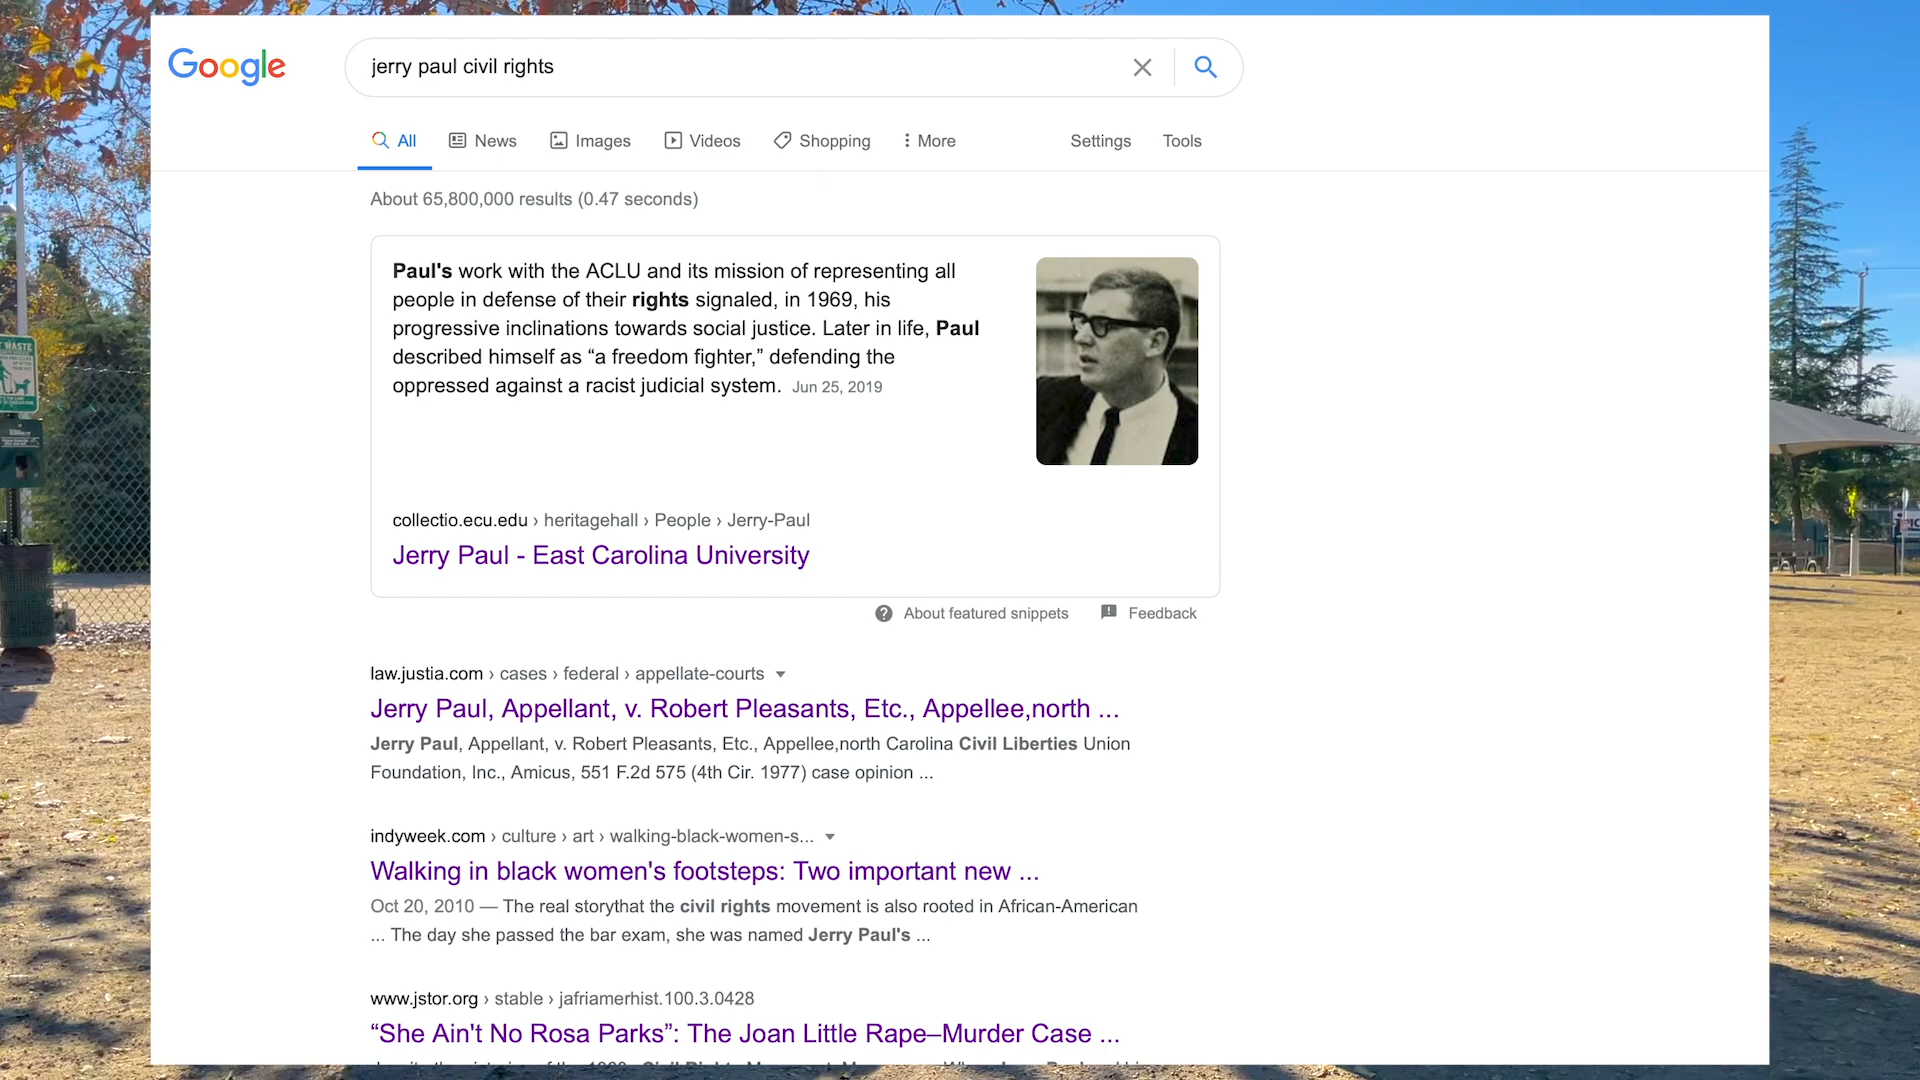 Google
jerry paul civil rights
All
News
Images
Videos
Shopping
More
Settings
Tools
About 65,800,000 results (0.47 seconds)
Paul's work with the ACLU and its mission of representing all
people in defense of their rights signaled, in 1969, his
progressive inclinations towards social justice. Later in life, Paul
described himself as “a freedom fighter,” defending the
oppressed against a racist judicial system. Jun 25, 2019
collectio.ecu.edu › heritagehall › People › Jerry-Paul
Jerry Paul - East Carolina University
About featured snippets
Feedback
law.justia.com › cases › federal › appellate-courts
Jerry Paul, Appellant, v. Robert Pleasants, Etc., Appellee,north ...
Jerry Paul, Appellant, v. Robert Pleasants, Etc., Appellee,north Carolina Civil Liberties Union
Foundation, Inc., Amicus, 551 F.2d 575 (4th Cir. 1977) case opinion ...
indyweek.com › culture › art › walking-black-women-s...
Walking in black women's footsteps: Two important new ...
Oct 20, 2010 — The real storythat the civil rights movement is also rooted in African-American
... The day she passed the bar exam, she was named Jerry Paul's ...
www.jstor.org › stable › jafriamerhist.100.3.0428
“She Ain't No Rosa Parks”: The Joan Little Rape–Murder Case ...
WASTE